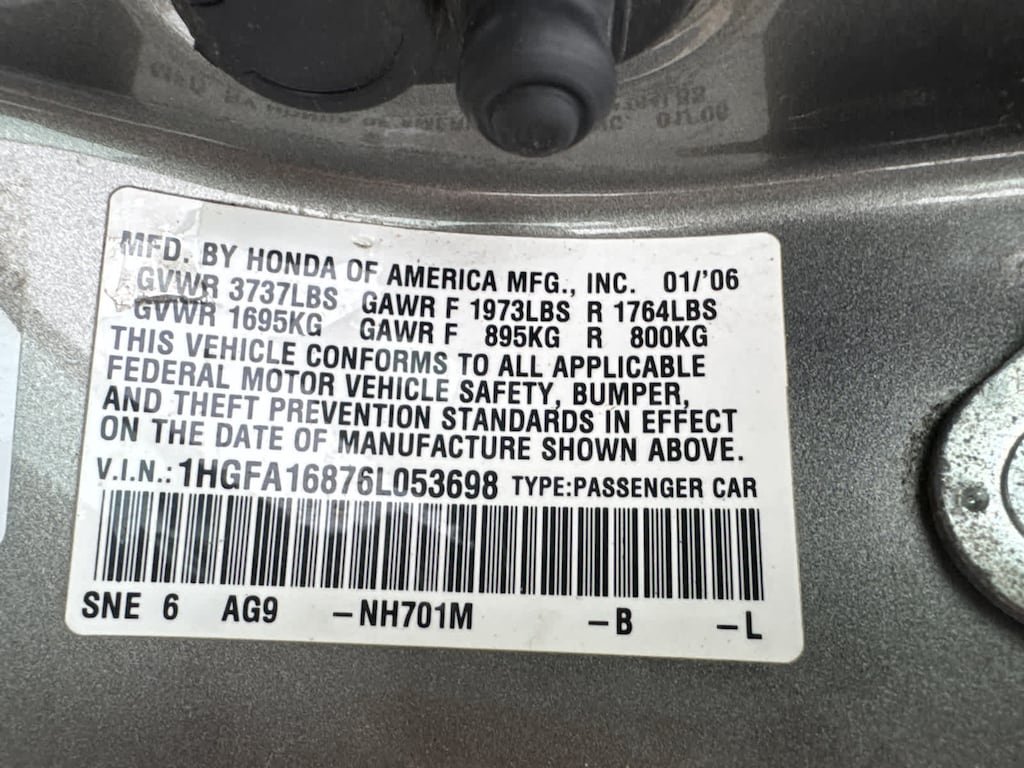 MFD. BY HONDA OF AMERICA MFG., INC. 01/'06
GVWR 3737LBS GAWR F 1973LBS R 1764LBS
GVWR 1695KG GAWR F 895KG R 800KG
THIS VEHICLE CONFORMS TO ALL APPLICABLE
FEDERAL MOTOR VEHICLE SAFETY, BUMPER,
AND THEFT PREVENTION STANDARDS IN EFFECT
ON THE DATE OF MANUFACTURE SHOWN ABOVE.
V.I.N.: 1HGFA16876L053698 TYPE:PASSENGER CAR
SNE 6 AG9 –NH701M –B –L